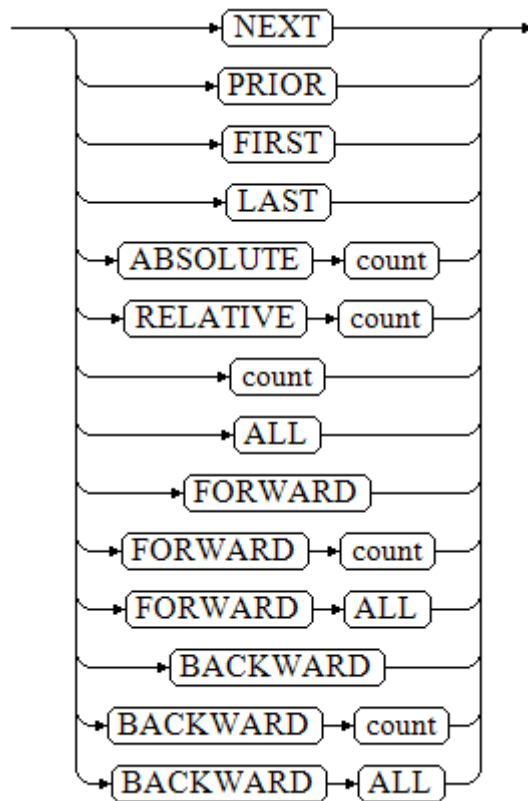 NEXT
PRIOR
FIRST
LAST
ABSOLUTE count
RELATIVE count
count
ALL
FORWARD
FORWARD count
FORWARD ALL
BACKWARD
BACKWARD count
BACKWARD ALL